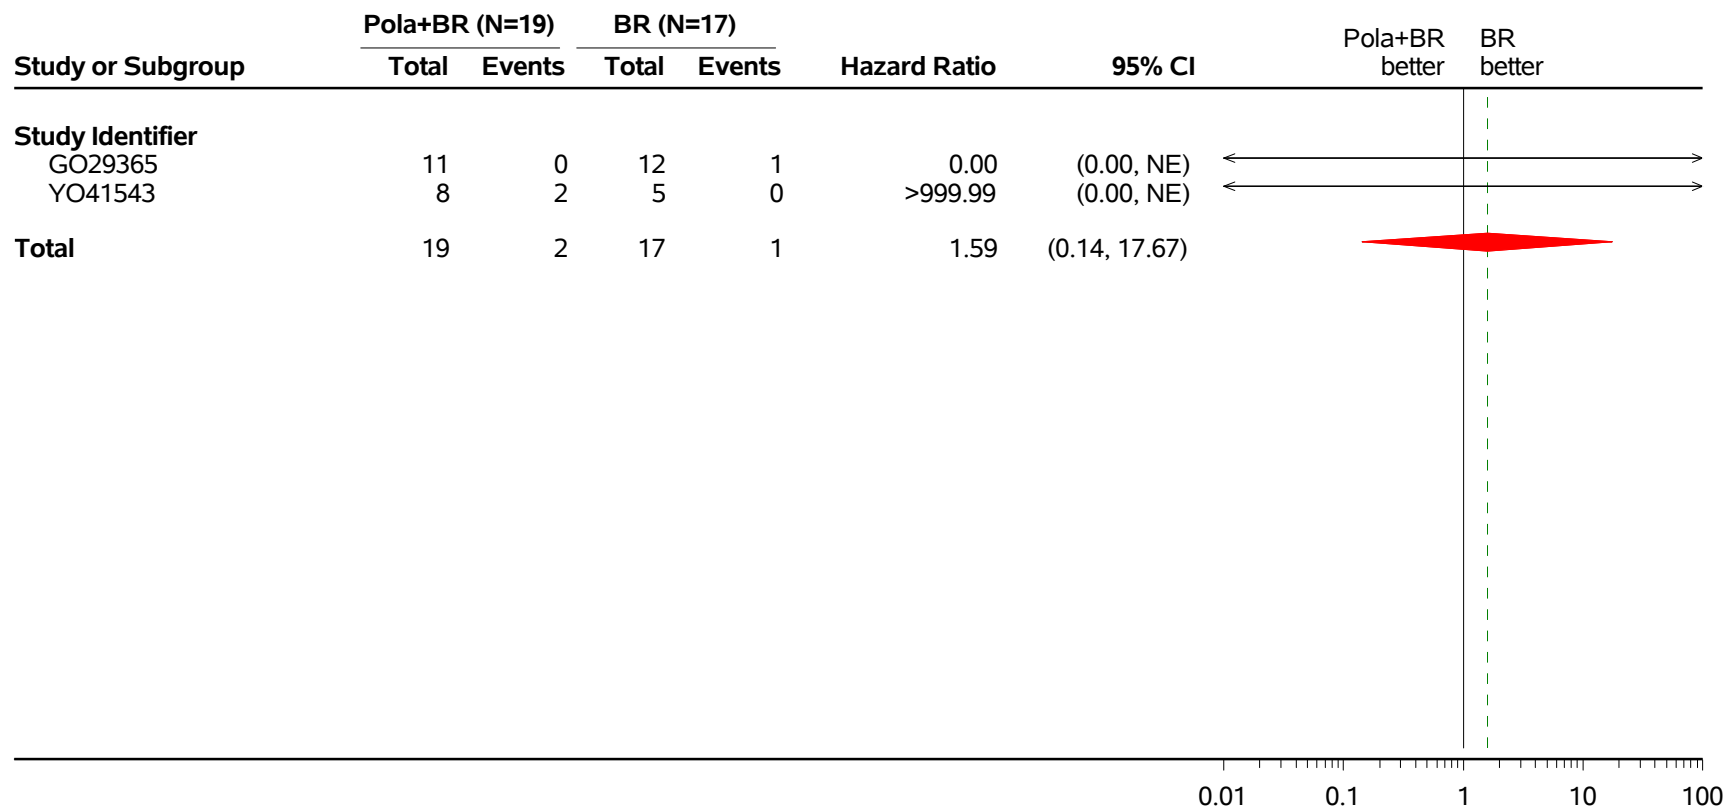 Pola+BR (N=19) BR (N=17)
Pola+BR BR
Study or Subgroup Total Events Total Events Hazard Ratio 95% CI better better
Study Identifier
GO29365 11 0 12 1 0.00 (0.00, NE)
YO41543 8 2 5 0 >999.99 (0.00, NE)
Total 19 2 17 1 1.59 (0.14, 17.67)
0.01 0.1 1 10 100